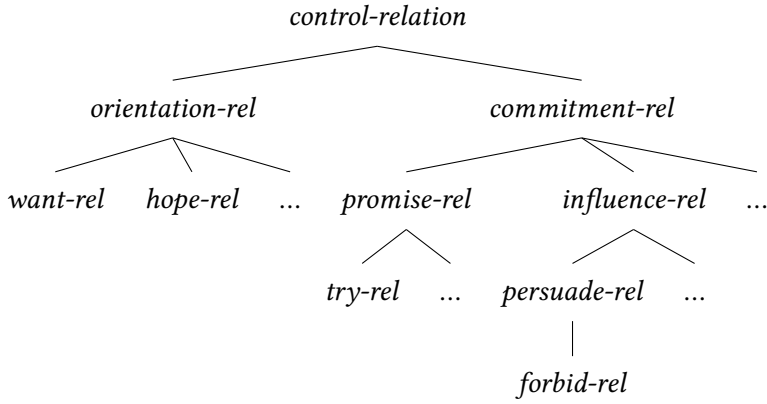 control-relation
orientation-rel commitment-rel
want-rel hope-rel ... promise-rel influence-rel ...
try-rel ... persuade-rel ...
forbid-rel